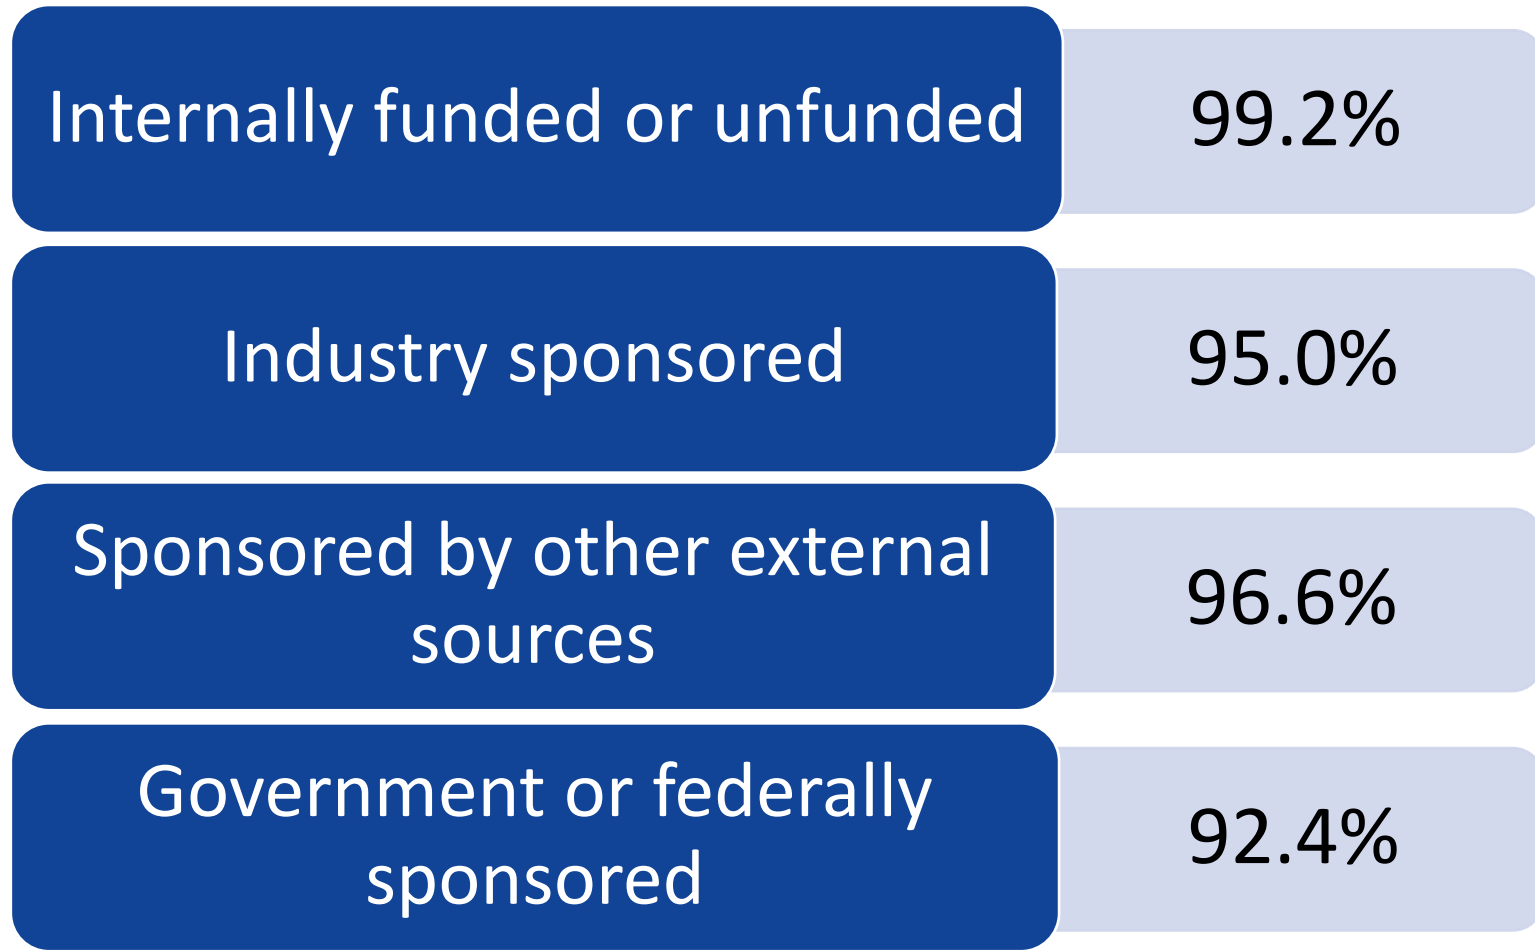 Internally funded or unfunded
99.2%
Industry sponsored
95.0%
Sponsored by other external
sources
96.6%
Government or federally
sponsored
92.4%